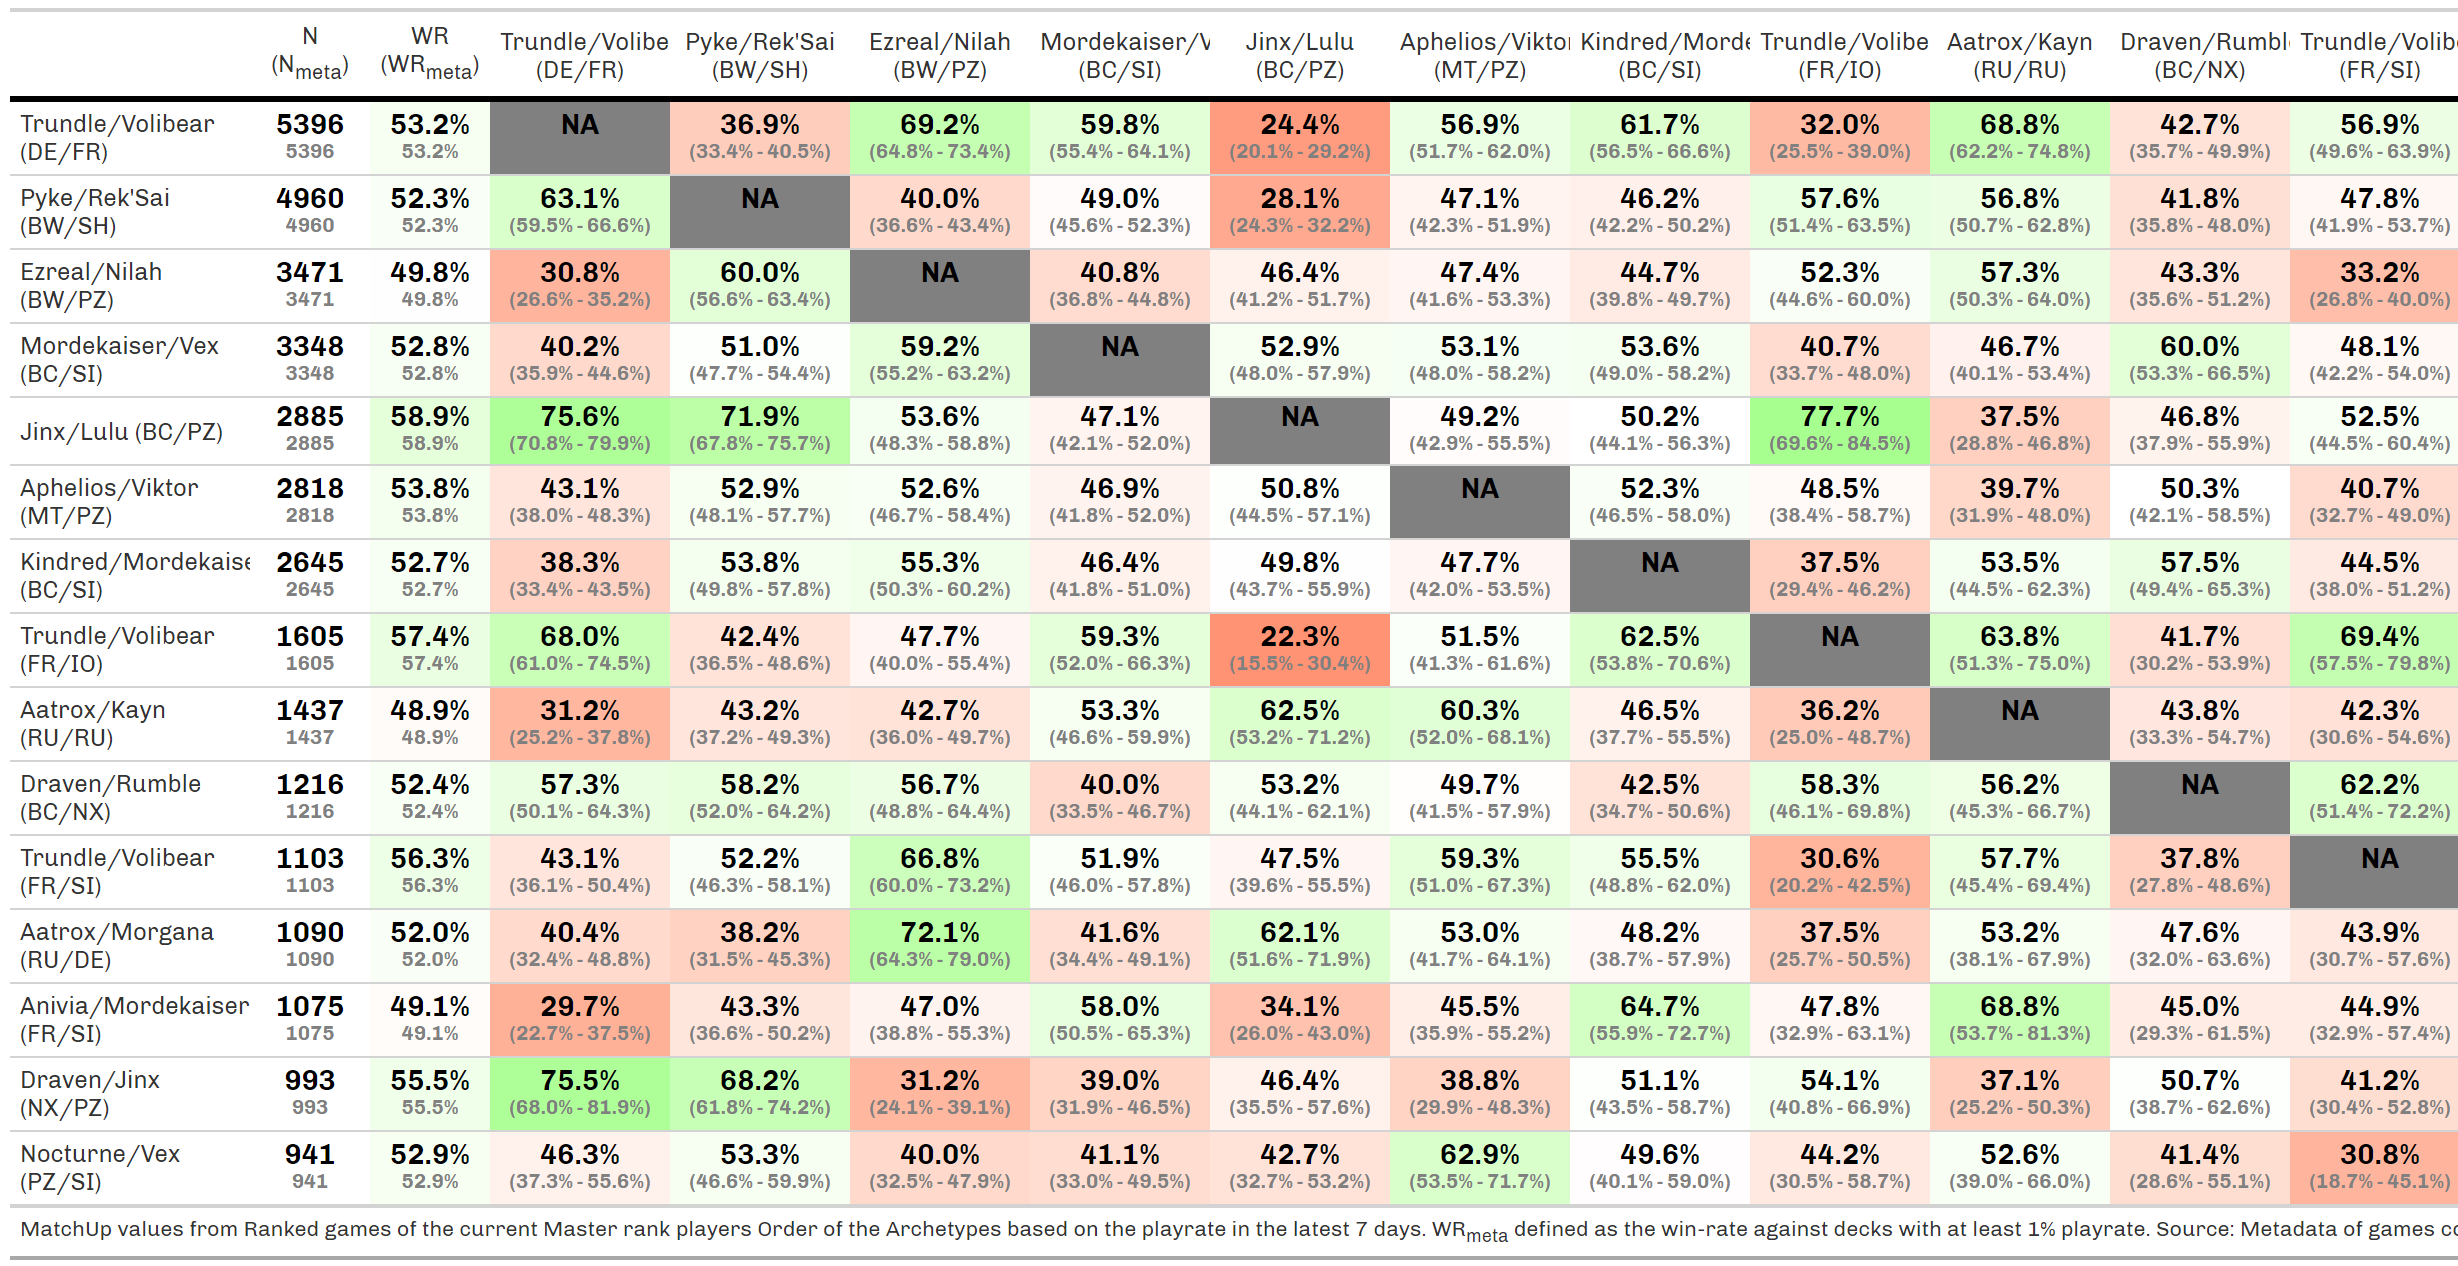 N WR Trundle/Volibe Pyke/Rek'Sai Ezreal/Nilah Mordekaiser/V Jinx/Lulu Aphelios/Viktor Kindred/Morde Trundle/Volibe Aatrox/Kayn Draven/Rumbl Trundle/Volibe
(Nmeta) (WRmeta) (DE/FR) (BW/SH) (BW/PZ) (BC/SI) (BC/PZ) (MT/PZ) (BC/SI) (FR/IO) (RU/RU) (BC/NX) (FR/SI)
Trundle/Volibear 5396 53.2% NA 36.9% 69.2% 59.8% 24.4% 56.9% 61.7% 32.0% 68.8% 42.7% 56.9%
(DE/FR) 5396 53.2% (33.4% - 40.5%) (64.8% - 73.4%) (55.4% - 64.1%) (20.1% - 29.2%) (51.7% - 62.0%) (56.5% - 66.6%) (25.5% - 39.0%) (62.2% - 74.8%) (35.7% - 49.9%) (49.6% - 63.9%)
Pyke/Rek'Sai 4960 52.3% 63.1% NA 40.0% 49.0% 28.1% 47.1% 46.2% 57.6% 56.8% 41.8% 47.8%
(BW/SH) 4960 52.3% (59.5% - 66.6%) (36.6% - 43.4%) (45.6% - 52.3%) (24.3% - 32.2%) (42.3% - 51.9%) (42.2% - 50.2%) (51.4% - 63.5%) (50.7% - 62.8%) (35.8% - 48.0%) (41.9% - 53.7%)
Ezreal/Nilah 3471 49.8% 30.8% 60.0% NA 40.8% 46.4% 47.4% 44.7% 52.3% 57.3% 43.3% 33.2%
(BW/PZ) 3471 49.8% (26.6% - 35.2%) (56.6% - 63.4%) (36.8% - 44.8%) (41.2% - 51.7%) (41.6% - 53.3%) (39.8% - 49.7%) (44.6% - 60.0%) (50.3% - 64.0%) (35.6% - 51.2%) (26.8% - 40.0%)
Mordekaiser/Vex 3348 52.8% 40.2% 51.0% 59.2% NA 52.9% 53.1% 53.6% 40.7% 46.7% 60.0% 48.1%
(BC/SI) 3348 52.8% (35.9% - 44.6%) (47.7% - 54.4%) (55.2% - 63.2%) (48.0% - 57.9%) (48.0% - 58.2%) (49.0% - 58.2%) (33.7% - 48.0%) (40.1% - 53.4%) (53.3% - 66.5%) (42.2% - 54.0%)
Jinx/Lulu (BC/PZ) 2885 58.9% 75.6% 71.9% 53.6% 47.1% NA 49.2% 50.2% 77.7% 37.5% 46.8% 52.5%
2885 58.9% (70.8% - 79.9%) (67.8% - 75.7%) (48.3% - 58.8%) (42.1% - 52.0%) (42.9% - 55.5%) (44.1% - 56.3%) (69.6% - 84.5%) (28.8% - 46.8%) (37.9% - 55.9%) (44.5% - 60.4%)
Aphelios/Viktor 2818 53.8% 43.1% 52.9% 52.6% 46.9% 50.8% NA 52.3% 48.5% 39.7% 50.3% 40.7%
(MT/PZ) 2818 53.8% (38.0% - 48.3%) (48.1% - 57.7%) (46.7% - 58.4%) (41.8% - 52.0%) (44.5% - 57.1%) (46.5% - 58.0%) (38.4% - 58.7%) (31.9% - 48.0%) (42.1% - 58.5%) (32.7% - 49.0%)
Kindred/Mordekaise 2645 52.7% 38.3% 53.8% 55.3% 46.4% 49.8% 47.7% NA 37.5% 53.5% 57.5% 44.5%
(BC/SI) 2645 52.7% (33.4% - 43.5%) (49.8% - 57.8%) (50.3% - 60.2%) (41.8% - 51.0%) (43.7% - 55.9%) (42.0% - 53.5%) (29.4% - 46.2%) (44.5% - 62.3%) (49.4% - 65.3%) (38.0% - 51.2%)
Trundle/Volibear 1605 57.4% 68.0% 42.4% 47.7% 59.3% 22.3% 51.5% 62.5% NA 63.8% 41.7% 69.4%
(FR/IO) 1605 57.4% (61.0% - 74.5%) (36.5% - 48.6%) (40.0% - 55.4%) (52.0% - 66.3%) (15.5% - 30.4%) (41.3% - 61.6%) (53.8% - 70.6%) (51.3% - 75.0%) (30.2% - 53.9%) (57.5% - 79.8%)
Aatrox/Kayn 1437 48.9% 31.2% 43.2% 42.7% 53.3% 62.5% 60.3% 46.5% 36.2% NA 43.8% 42.3%
(RU/RU) 1437 48.9% (25.2% - 37.8%) (37.2% - 49.3%) (36.0% - 49.7%) (46.6% - 59.9%) (53.2% - 71.2%) (52.0% - 68.1%) (37.7% - 55.5%) (25.0% - 48.7%) (33.3% - 54.7%) (30.6% - 54.6%)
Draven/Rumble 1216 52.4% 57.3% 58.2% 56.7% 40.0% 53.2% 49.7% 42.5% 58.3% 56.2% NA 62.2%
(BC/NX) 1216 52.4% (50.1% - 64.3%) (52.0% - 64.2%) (48.8% - 64.4%) (33.5% - 46.7%) (44.1% - 62.1%) (41.5% - 57.9%) (34.7% - 50.6%) (46.1% - 69.8%) (45.3% - 66.7%) (51.4% - 72.2%)
Trundle/Volibear 1103 56.3% 43.1% 52.2% 66.8% 51.9% 47.5% 59.3% 55.5% 30.6% 57.7% 37.8% NA
(FR/SI) 1103 56.3% (36.1% - 50.4%) (46.3% - 58.1%) (60.0% - 73.2%) (46.0% - 57.8%) (39.6% - 55.5%) (51.0% - 67.3%) (48.8% - 62.0%) (20.2% - 42.5%) (45.4% - 69.4%) (27.8% - 48.6%)
Aatrox/Morgana 1090 52.0% 40.4% 38.2% 72.1% 41.6% 62.1% 53.0% 48.2% 37.5% 53.2% 47.6% 43.9%
(RU/DE) 1090 52.0% (32.4% - 48.8%) (31.5% - 45.3%) (64.3% - 79.0%) (34.4% - 49.1%) (51.6% - 71.9%) (41.7% - 64.1%) (38.7% - 57.9%) (25.7% - 50.5%) (38.1% - 67.9%) (32.0% - 63.6%) (30.7% - 57.6%)
Anivia/Mordekaiser 1075 49.1% 29.7% 43.3% 47.0% 58.0% 34.1% 45.5% 64.7% 47.8% 68.8% 45.0% 44.9%
(FR/SI) 1075 49.1% (22.7% - 37.5%) (36.6% - 50.2%) (38.8% - 55.3%) (50.5% - 65.3%) (26.0% - 43.0%) (35.9% - 55.2%) (55.9% - 72.7%) (32.9% - 63.1%) (53.7% - 81.3%) (29.3% - 61.5%) (32.9% - 57.4%)
Draven/Jinx 993 55.5% 75.5% 68.2% 31.2% 39.0% 46.4% 38.8% 51.1% 54.1% 37.1% 50.7% 41.2%
(NX/PZ) 993 55.5% (68.0% - 81.9%) (61.8% - 74.2%) (24.1% - 39.1%) (31.9% - 46.5%) (35.5% - 57.6%) (29.9% - 48.3%) (43.5% - 58.7%) (40.8% - 66.9%) (25.2% - 50.3%) (38.7% - 62.6%) (30.4% - 52.8%)
Nocturne/Vex 941 52.9% 46.3% 53.3% 40.0% 41.1% 42.7% 62.9% 49.6% 44.2% 52.6% 41.4% 30.8%
(PZ/SI) 941 52.9% (37.3% - 55.6%) (46.6% - 59.9%) (32.5% - 47.9%) (33.0% - 49.5%) (32.7% - 53.2%) (53.5% - 71.7%) (40.1% - 59.0%) (30.5% - 58.7%) (39.0% - 66.0%) (28.6% - 55.1%) (18.7% - 45.1%)
MatchUp values from Ranked games of the current Master rank players Order of the Archetypes based on the playrate in the latest 7 days. WRmeta defined as the win-rate against decks with at least 1% playrate. Source: Metadata of games co